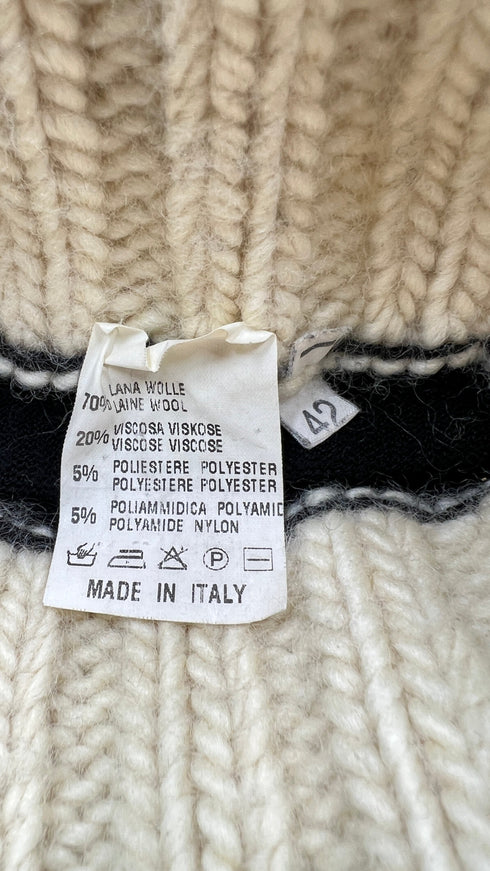 LANA WOLLE
70% LAINE WOOL
20% VISCOSA VISKOSE
VISCOSE VISCOSE
5% POLIESTERE POLYESTER
POLYESTERE POLYESTER
5% POLIAMMIDICA POLYAMID
POLYAMIDE NYLON
P
MADE IN ITALY
42